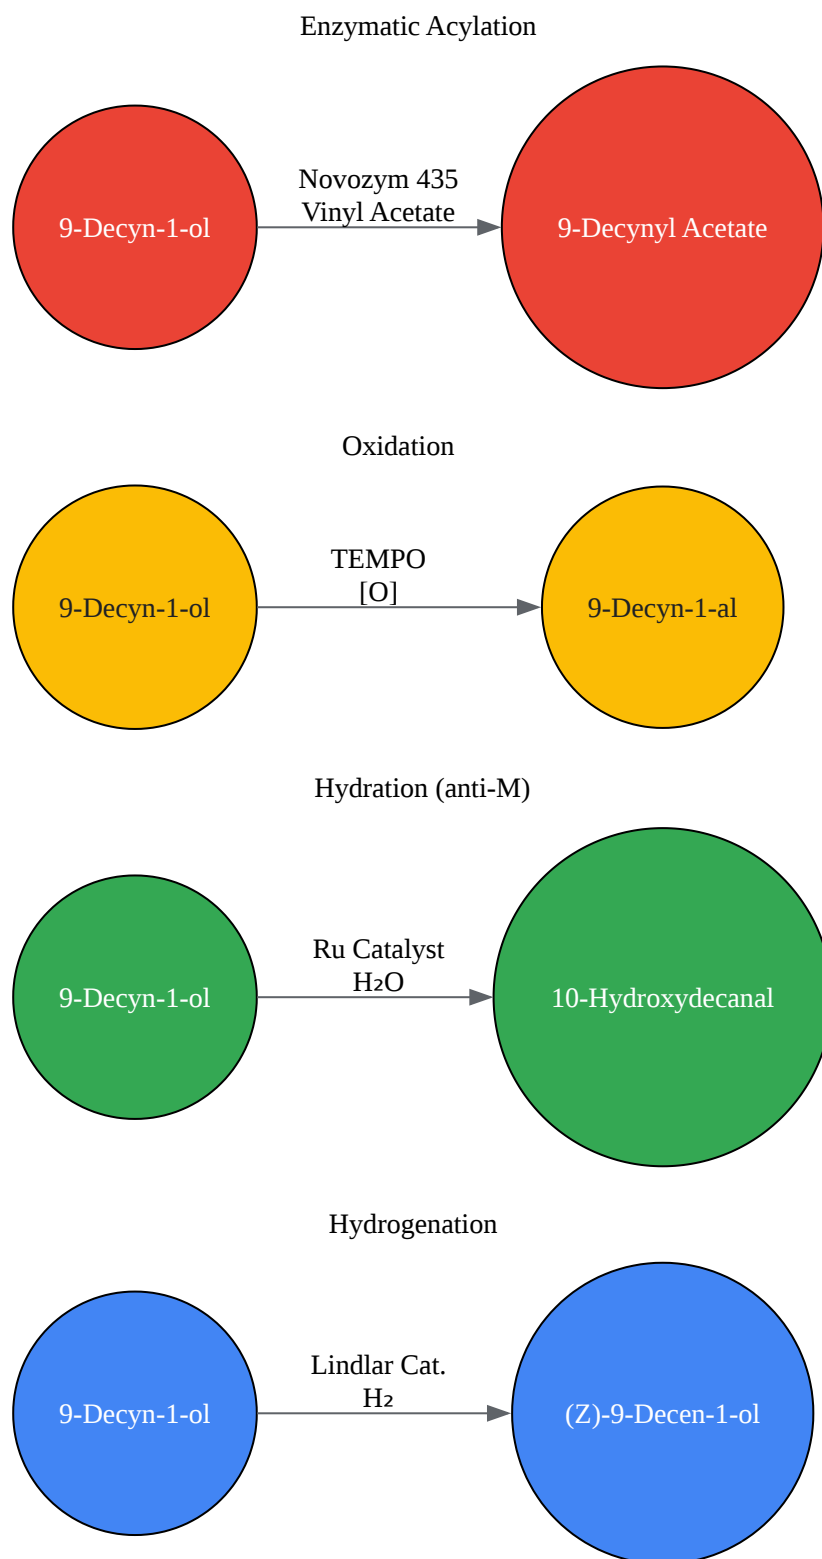 Enzymatic Acylation
9-Decyn-1-ol
Novozym 435
Vinyl Acetate
9-Decynyl Acetate
Oxidation
9-Decyn-1-ol
TEMPO
[O]
9-Decyn-1-al
Hydration (anti-M)
9-Decyn-1-ol
Ru Catalyst
H₂O
10-Hydroxydecanal
Hydrogenation
9-Decyn-1-ol
Lindlar Cat.
H₂
(Z)-9-Decen-1-ol